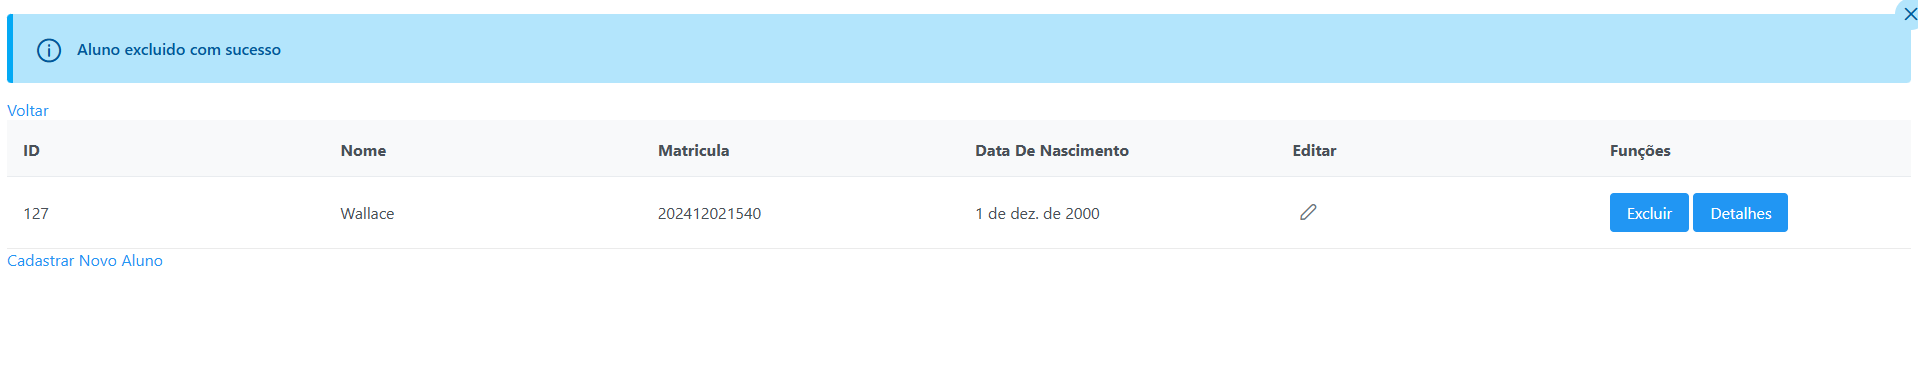 Aluno excluido com sucesso
Voltar
ID Nome Matricula Data De Nascimento Editar Funções
127 Wallace 202412021540 1 de dez. de 2000 Excluir Detalhes
Cadastrar Novo Aluno